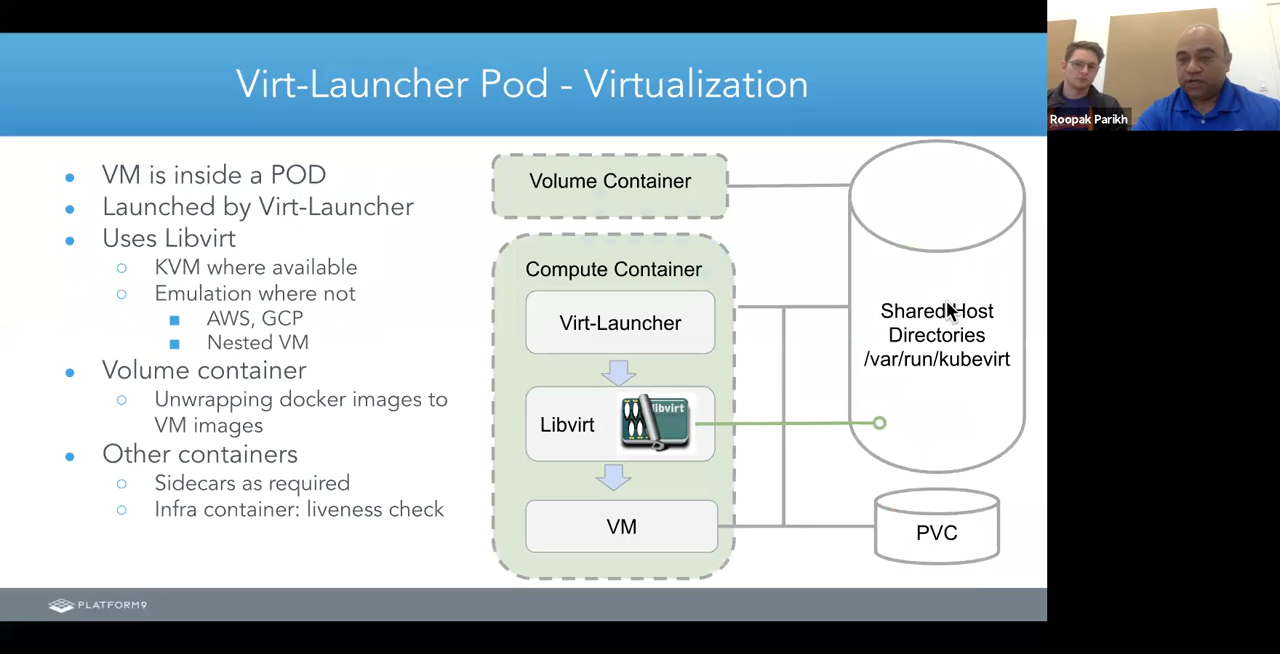 Virt-Launcher Pod - Virtualization
Roopak Parikh
VM is inside a POD
Launched by Virt-Launcher
Uses Libvirt
KVM where available
Emulation where not
AWS, GCP
Nested VM
Volume container
Unwrapping docker images to
VM images
Other containers
Sidecars as required
Infra container: liveness check
Volume Container
Compute Container
Virt-Launcher
Libvirt
libvirt
VM
Shared Host
Directories
/var/run/kubevirt
PVC
PLATFORM9